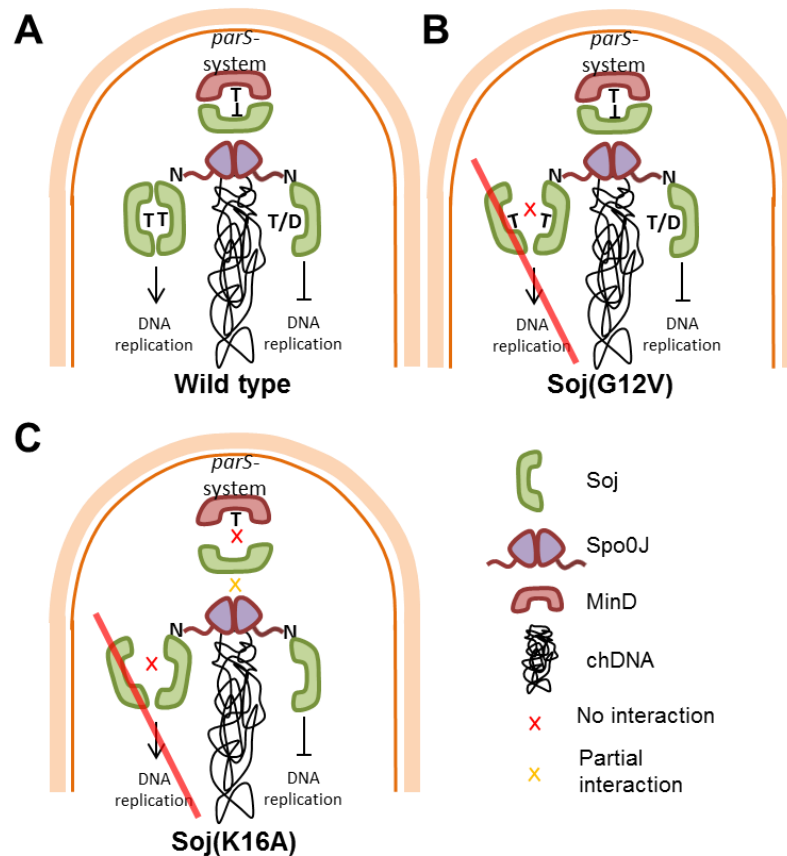 A
parS-
system
T
N
N
T T
T/D
DNA
replication
DNA
replication
Wild type
B
parS-
system
T
N
N
T
T
T/D
DNA
replication
DNA
replication
Soj(G12V)
C
parS-
system
T
N
N
DNA
replication
DNA
replication
Soj(K16A)
Soj
Spo0J
MinD
chDNA
No interaction
Partial
interaction